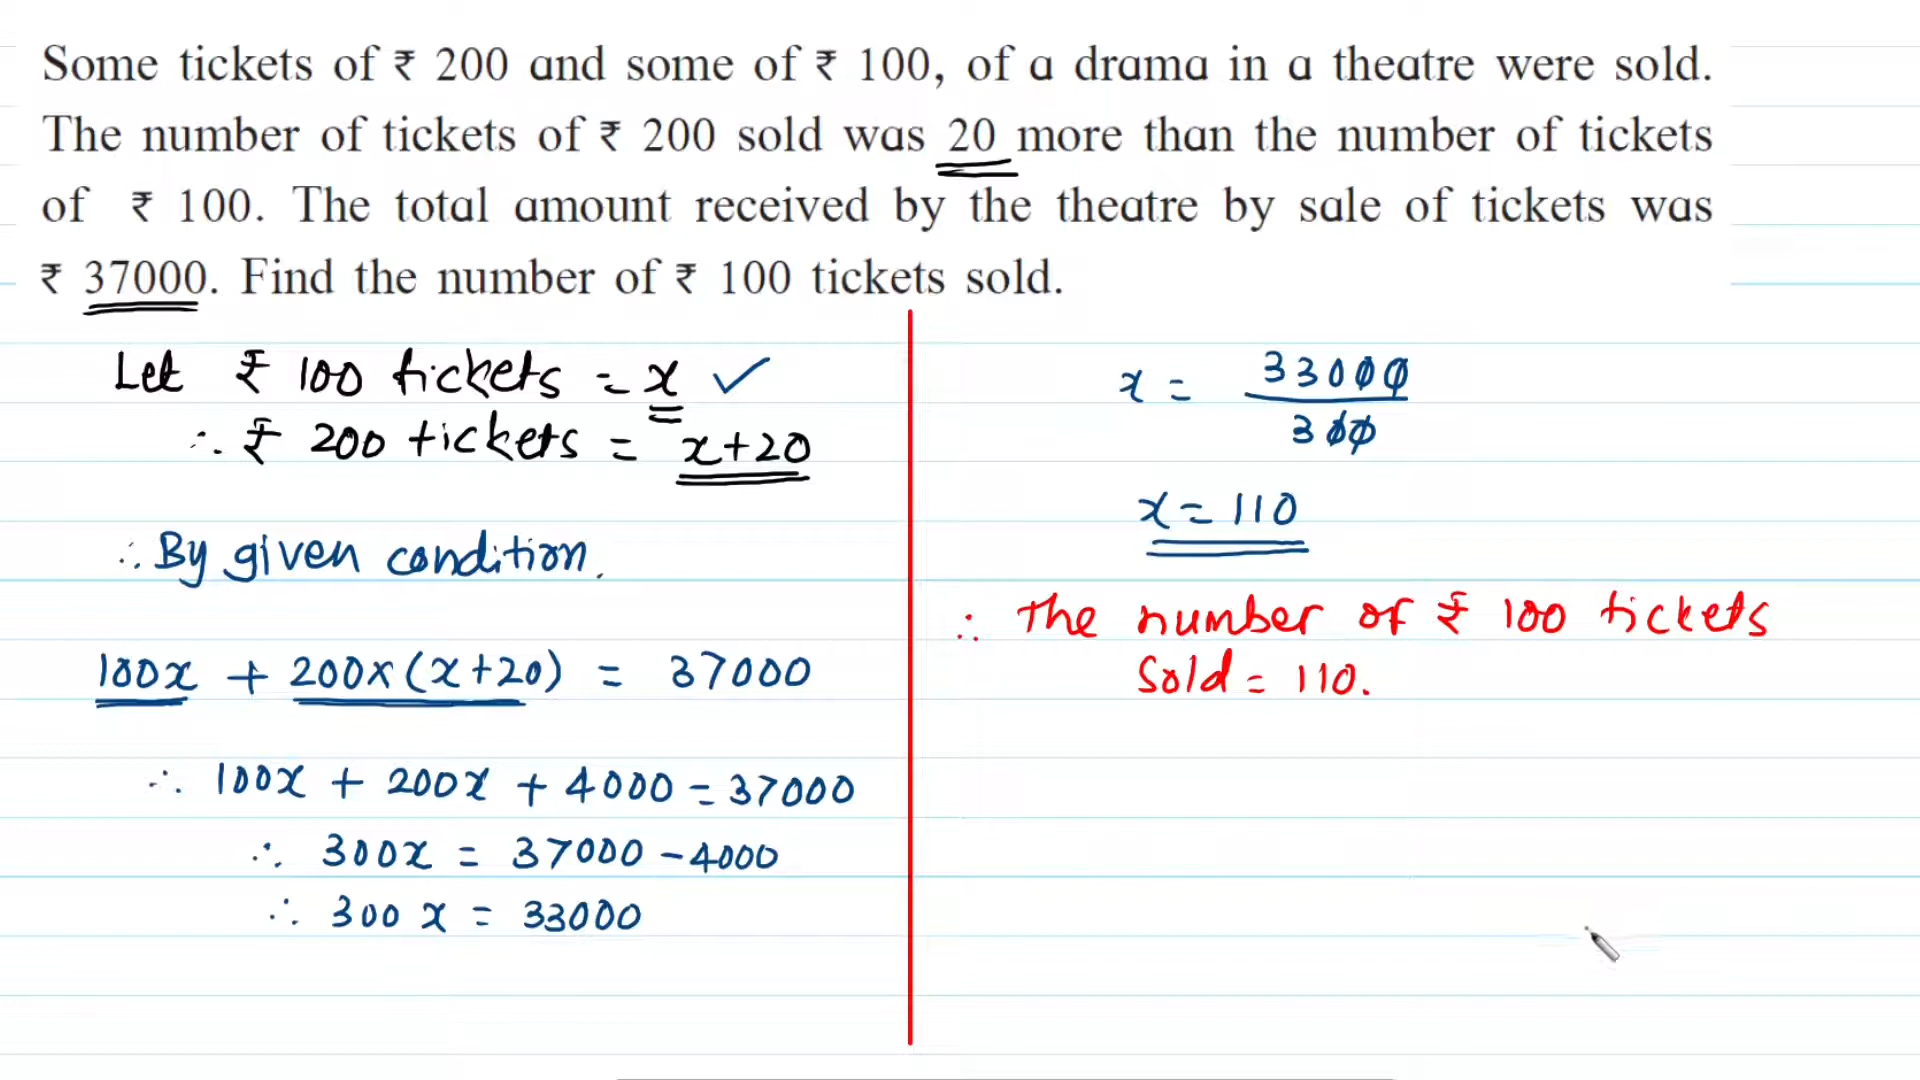 Some tickets of ₹ 200 and some of ₹ 100, of a drama in a theatre were sold.
The number of tickets of ₹ 200 sold was 20 more than the number of tickets
of ₹ 100. The total amount received by the theatre by sale of tickets was
₹ 37000. Find the number of ₹ 100 tickets sold.
Let ₹ 100 tickets = x ✓
∴ ₹ 200 tickets = x+20
∴ By given condition.
100x + 200x(x+20) = 37000
∴ 100x + 200x + 4000 = 37000
∴ 300x = 37000 - 4000
∴ 300 x = 33000
x = 33000
300
x = 110
∴ The number of ₹ 100 tickets
Sold = 110.